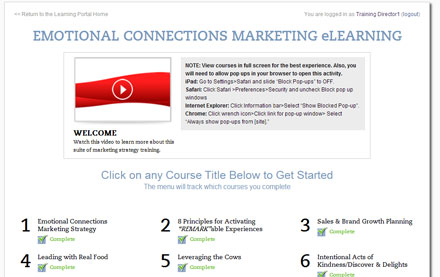 << Return to the Learning Portal Home
You are logged in as Training Director1 (logout)
EMOTIONAL CONNECTIONS MARKETING eLEARNING
NOTE: View courses in full screen for the best experience. Also, you
will need to allow pop-ups in your browser to open this activity.
iPad: Go to Settings>Safari and slide "Block Pop-ups" to OFF.
Safari: Click Safari >Preferences>Security and uncheck Block pop up
windows
Internet Explorer: Click Information bar>Select "Show Blocked Pop-up".
Chrome: Click wrench icon>Click link for pop-up window> Select
"Always show pop-ups from [site]."
WELCOME
Watch this video to learn more about this
suite of marketing strategy training.
Click on any Course Title Below to Get Started
The menu will track which courses you complete
1 Emotional Connections
Marketing Strategy
Complete
2 8 Principles for Activating
"REMARK"able Experiences
Complete
3 Sales & Brand Growth Planning
Complete
4 Leading with Real Food
Complete
5 Leveraging the Cows
Complete
6 Intentional Acts of
Kindness/Discover & Delights
Complete